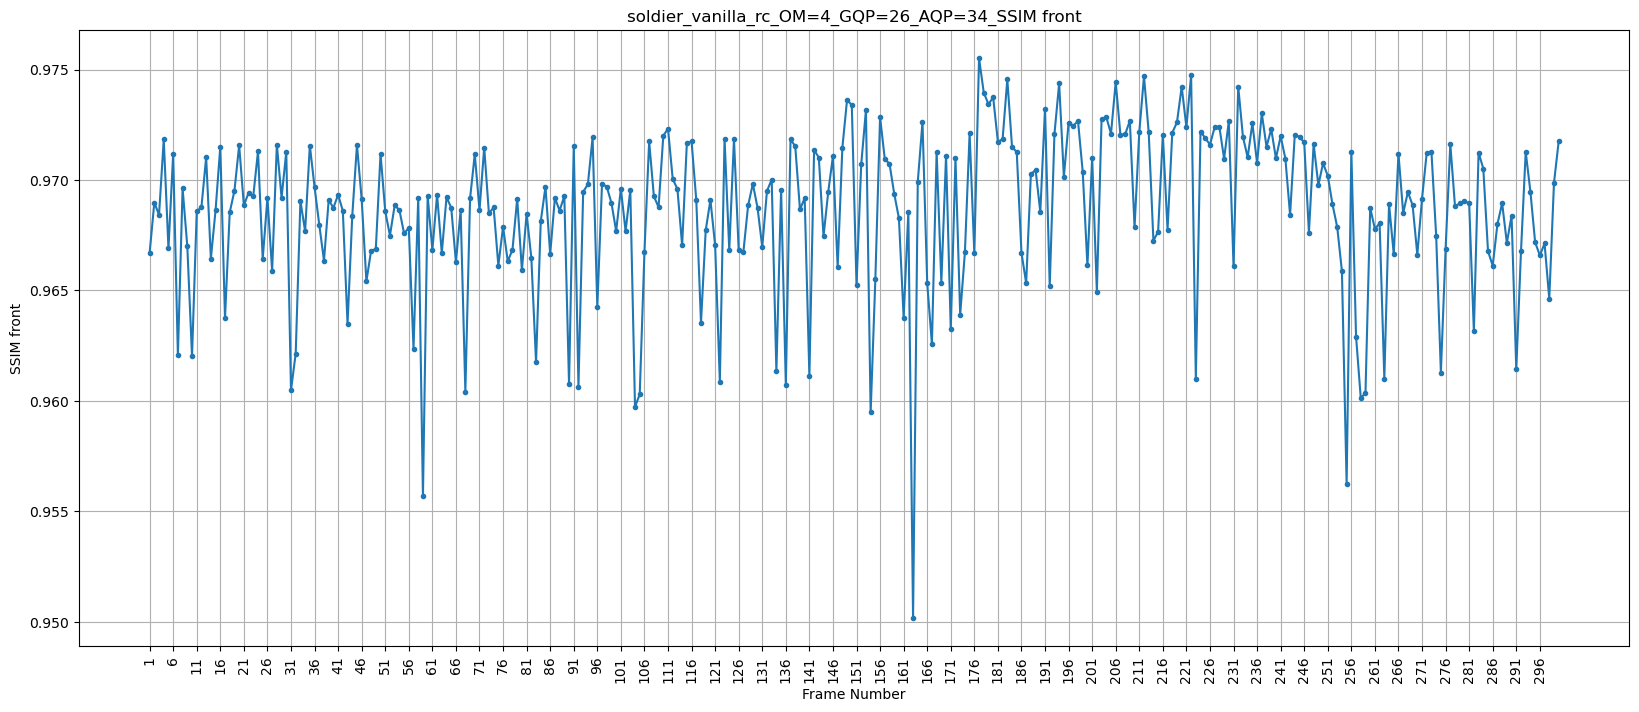 soldier_vanilla_rc_OM=4_GQP=26_AQP=34_SSIM front
SSIM front
0.975
0.970
0.965
0.960
0.955
0.950
1 6 11 16 21 26 31 36 41 46 51 56 61 66 71 76 81 86 91 96 101 106 111 116 121 126 131 136 141 146 151 156 161 166 171 176 181 186 191 196 201 206 211 216 221 226 231 236 241 246 251 256 261 266 271 276 281 286 291 296
Frame Number